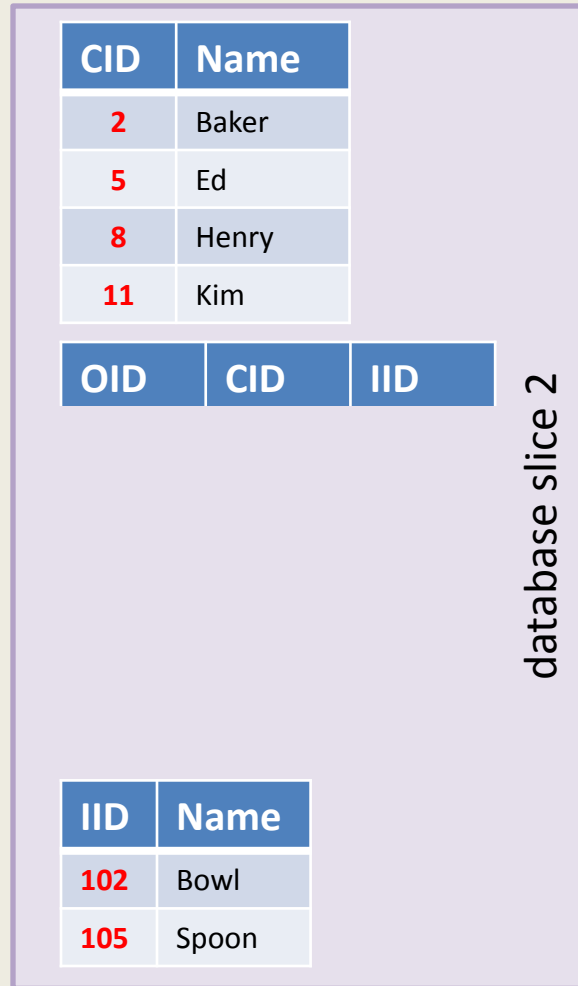 CID Name
2 Baker
5 Ed
8 Henry
11 Kim
OID CID IID
database slice 2
IID Name
102 Bowl
105 Spoon